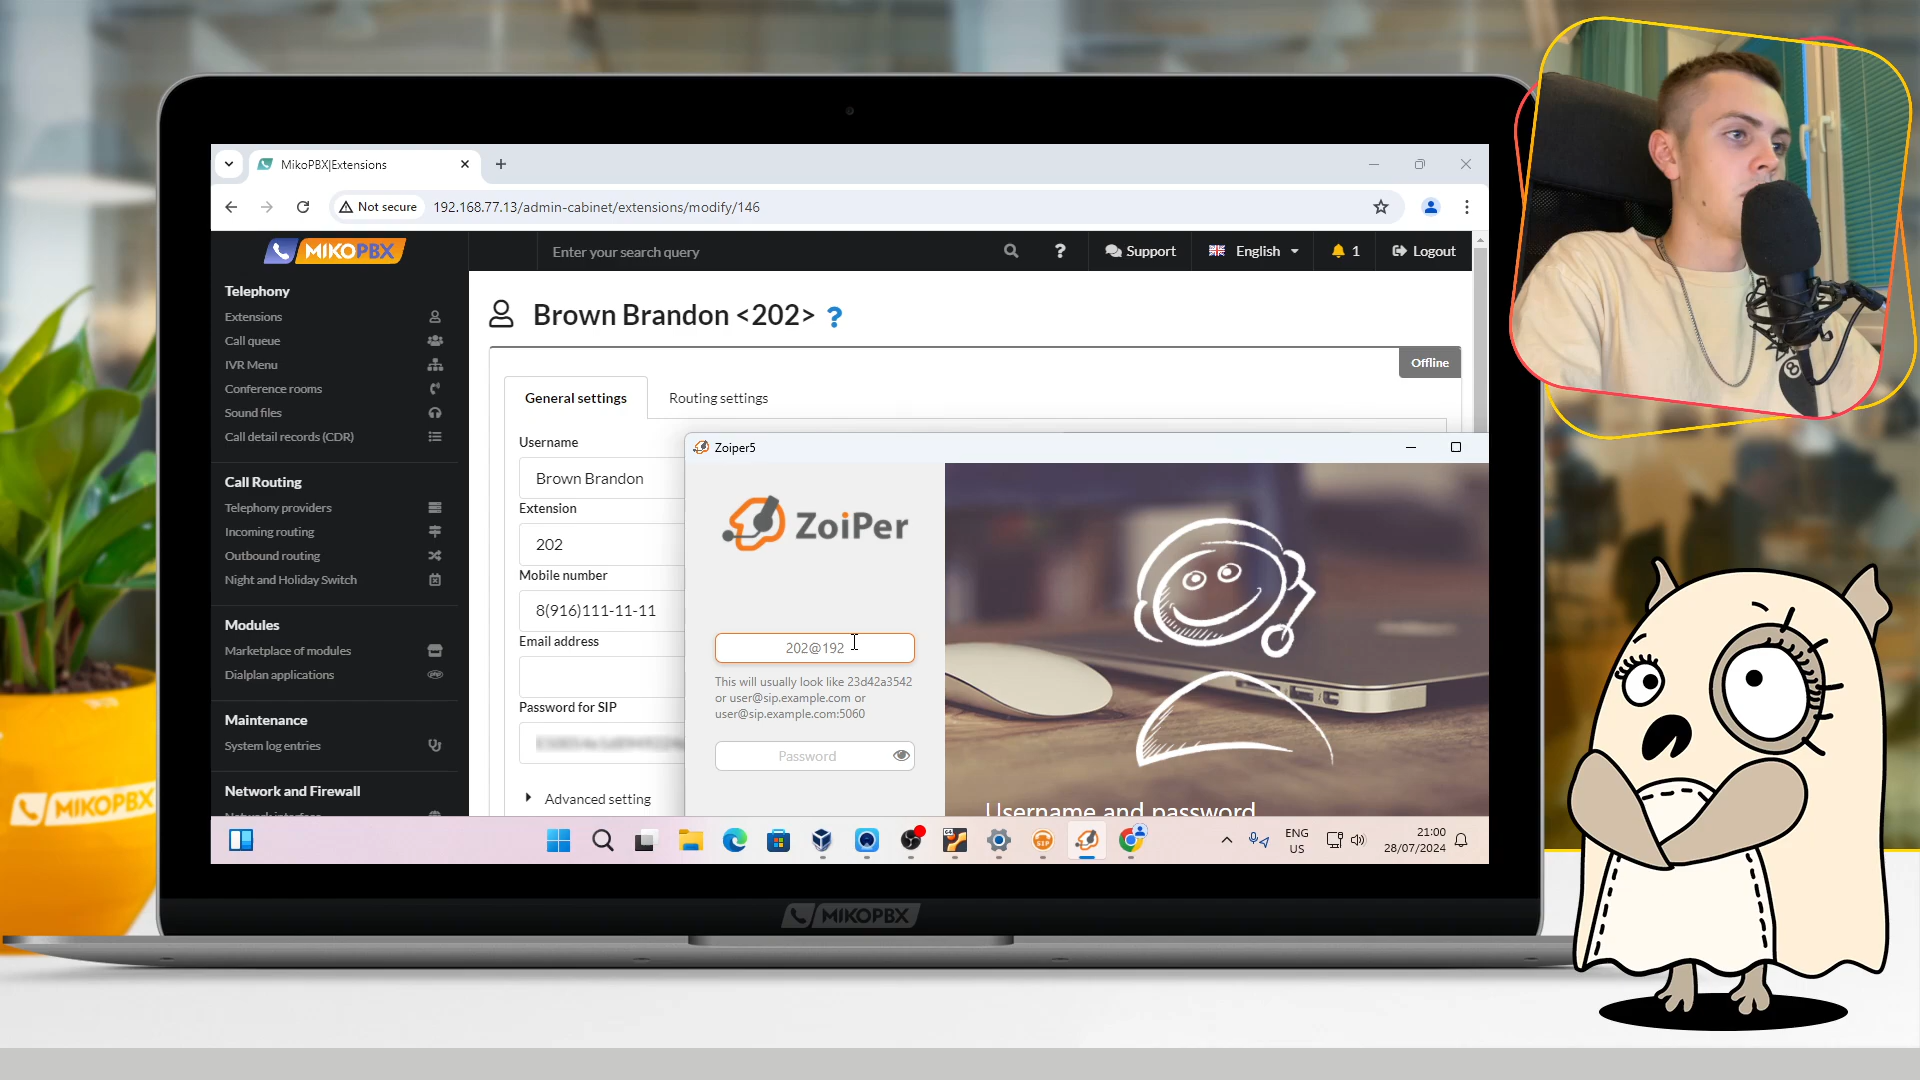 MikoPBX|Extensions
Not secure
192.168.77.13/admin-cabinet/extensions/modify/146
MIKOPBX
Enter your search query
?
Support
English
1
Logout
Telephony
Extensions
Call queue
IVR Menu
Conference rooms
Sound files
Call detail records (CDR)
Call Routing
Telephony providers
Incoming routing
Outbound routing
Night and Holiday Switch
Modules
Marketplace of modules
Dialplan applications
Maintenance
System log entries
Network and Firewall
Brown Brandon <202> ?
Offline
General settings
Routing settings
Username
Brown Brandon
Extension
202
Mobile number
8(916)111-11-11
Email address
Password for SIP
Advanced setting
Zoiper5
ZoiPer
202@192
This will usually look like 23d42a3542
or user@sip.example.com or
user@sip.example.com:5060
Password
Username and password
SIP
ENG
US
21:00
28/07/2024
MIKOPBX
MIKOPBX
8